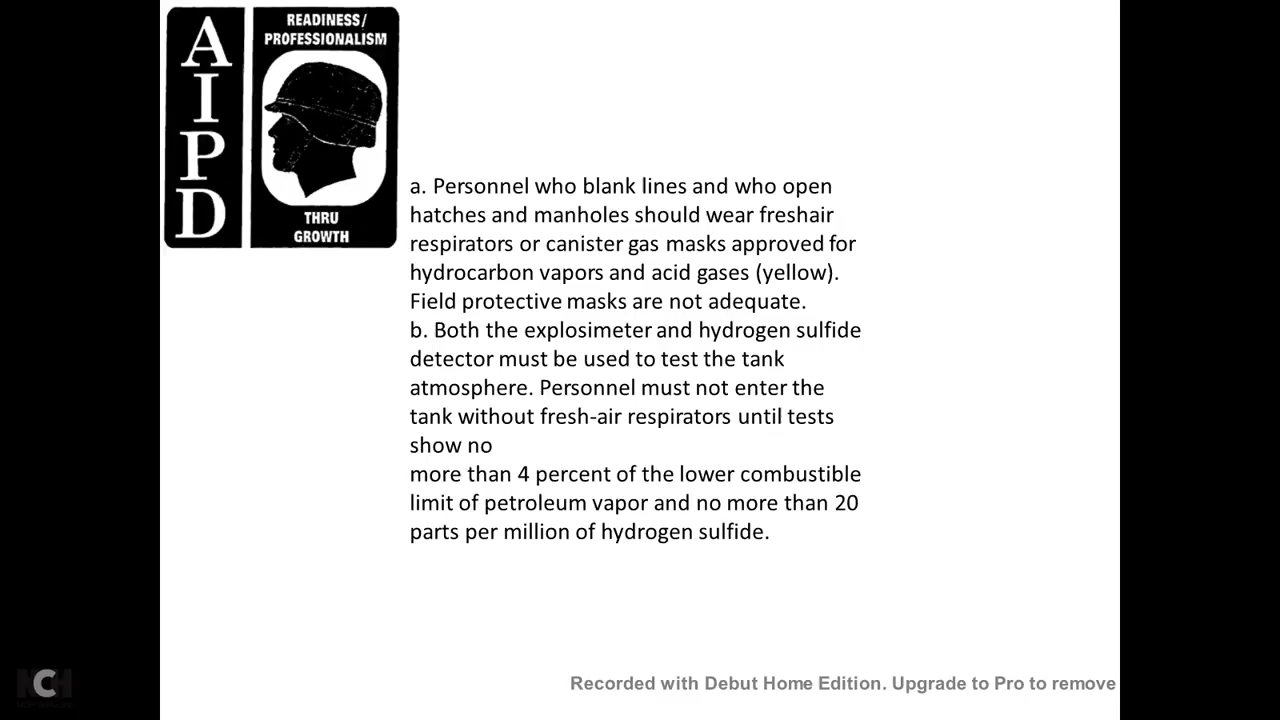 A
I
P
D
READINESS/
PROFESSIONALISM
THRU
GROWTH
a. Personnel who blank lines and who open
hatches and manholes should wear freshair
respirators or canister gas masks approved for
hydrocarbon vapors and acid gases (yellow).
Field protective masks are not adequate.
b. Both the explosimeter and hydrogen sulfide
detector must be used to test the tank
atmosphere. Personnel must not enter the
tank without fresh-air respirators until tests
show no
more than 4 percent of the lower combustible
limit of petroleum vapor and no more than 20
parts per million of hydrogen sulfide.
NCH
Recorded with Debut Home Edition. Upgrade to Pro to remove